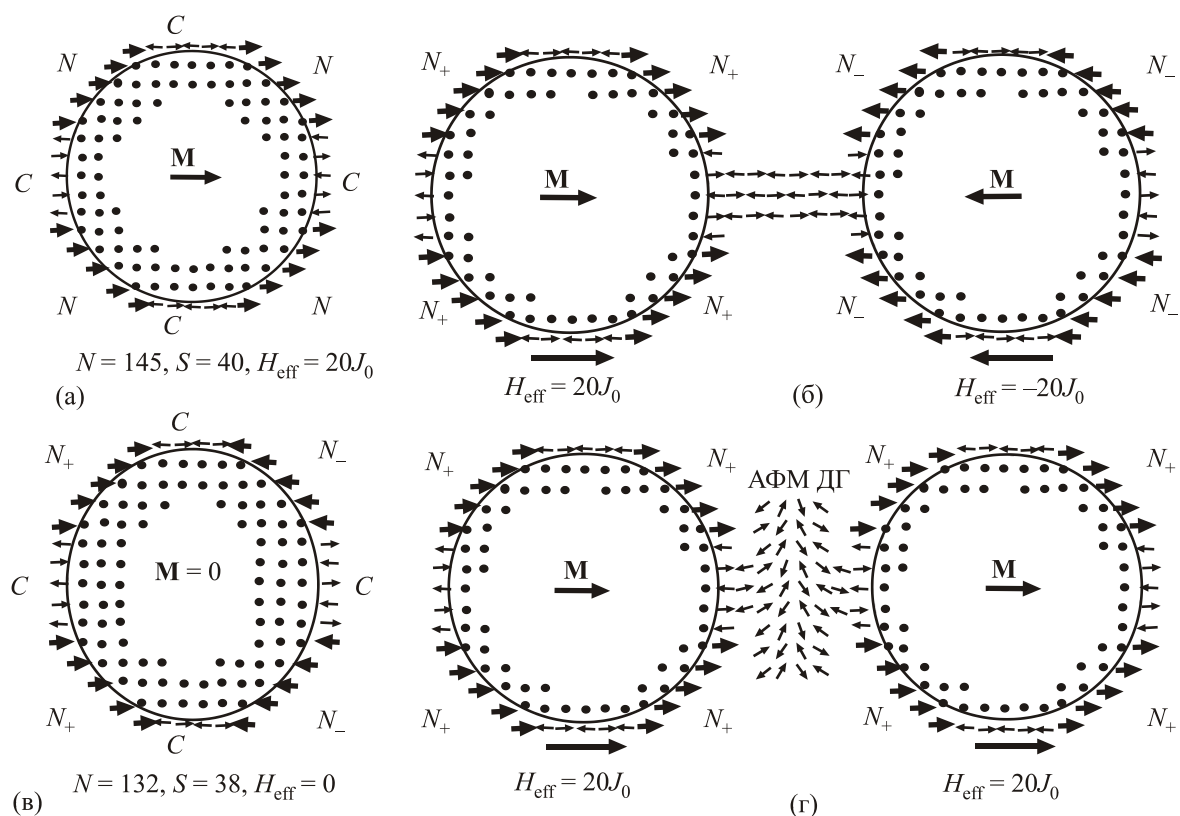 C
N N
M
C C
N N
C
N = 145, S = 40, H_eff = 20J_0
(а)
N_+ N_+ N_- N_-
M M
N_+ N_+ N_- N_-
H_eff = 20J_0 (б) H_eff = –20J_0
C
N_+ N_-
M = 0
C C
N_+ N_-
C
N = 132, S = 38, H_eff = 0
(в)
N_+ N_+ АФМ ДГ N_+ N_+
M M
N_+ N_+ N_+ N_+
H_eff = 20J_0 (г) H_eff = 20J_0